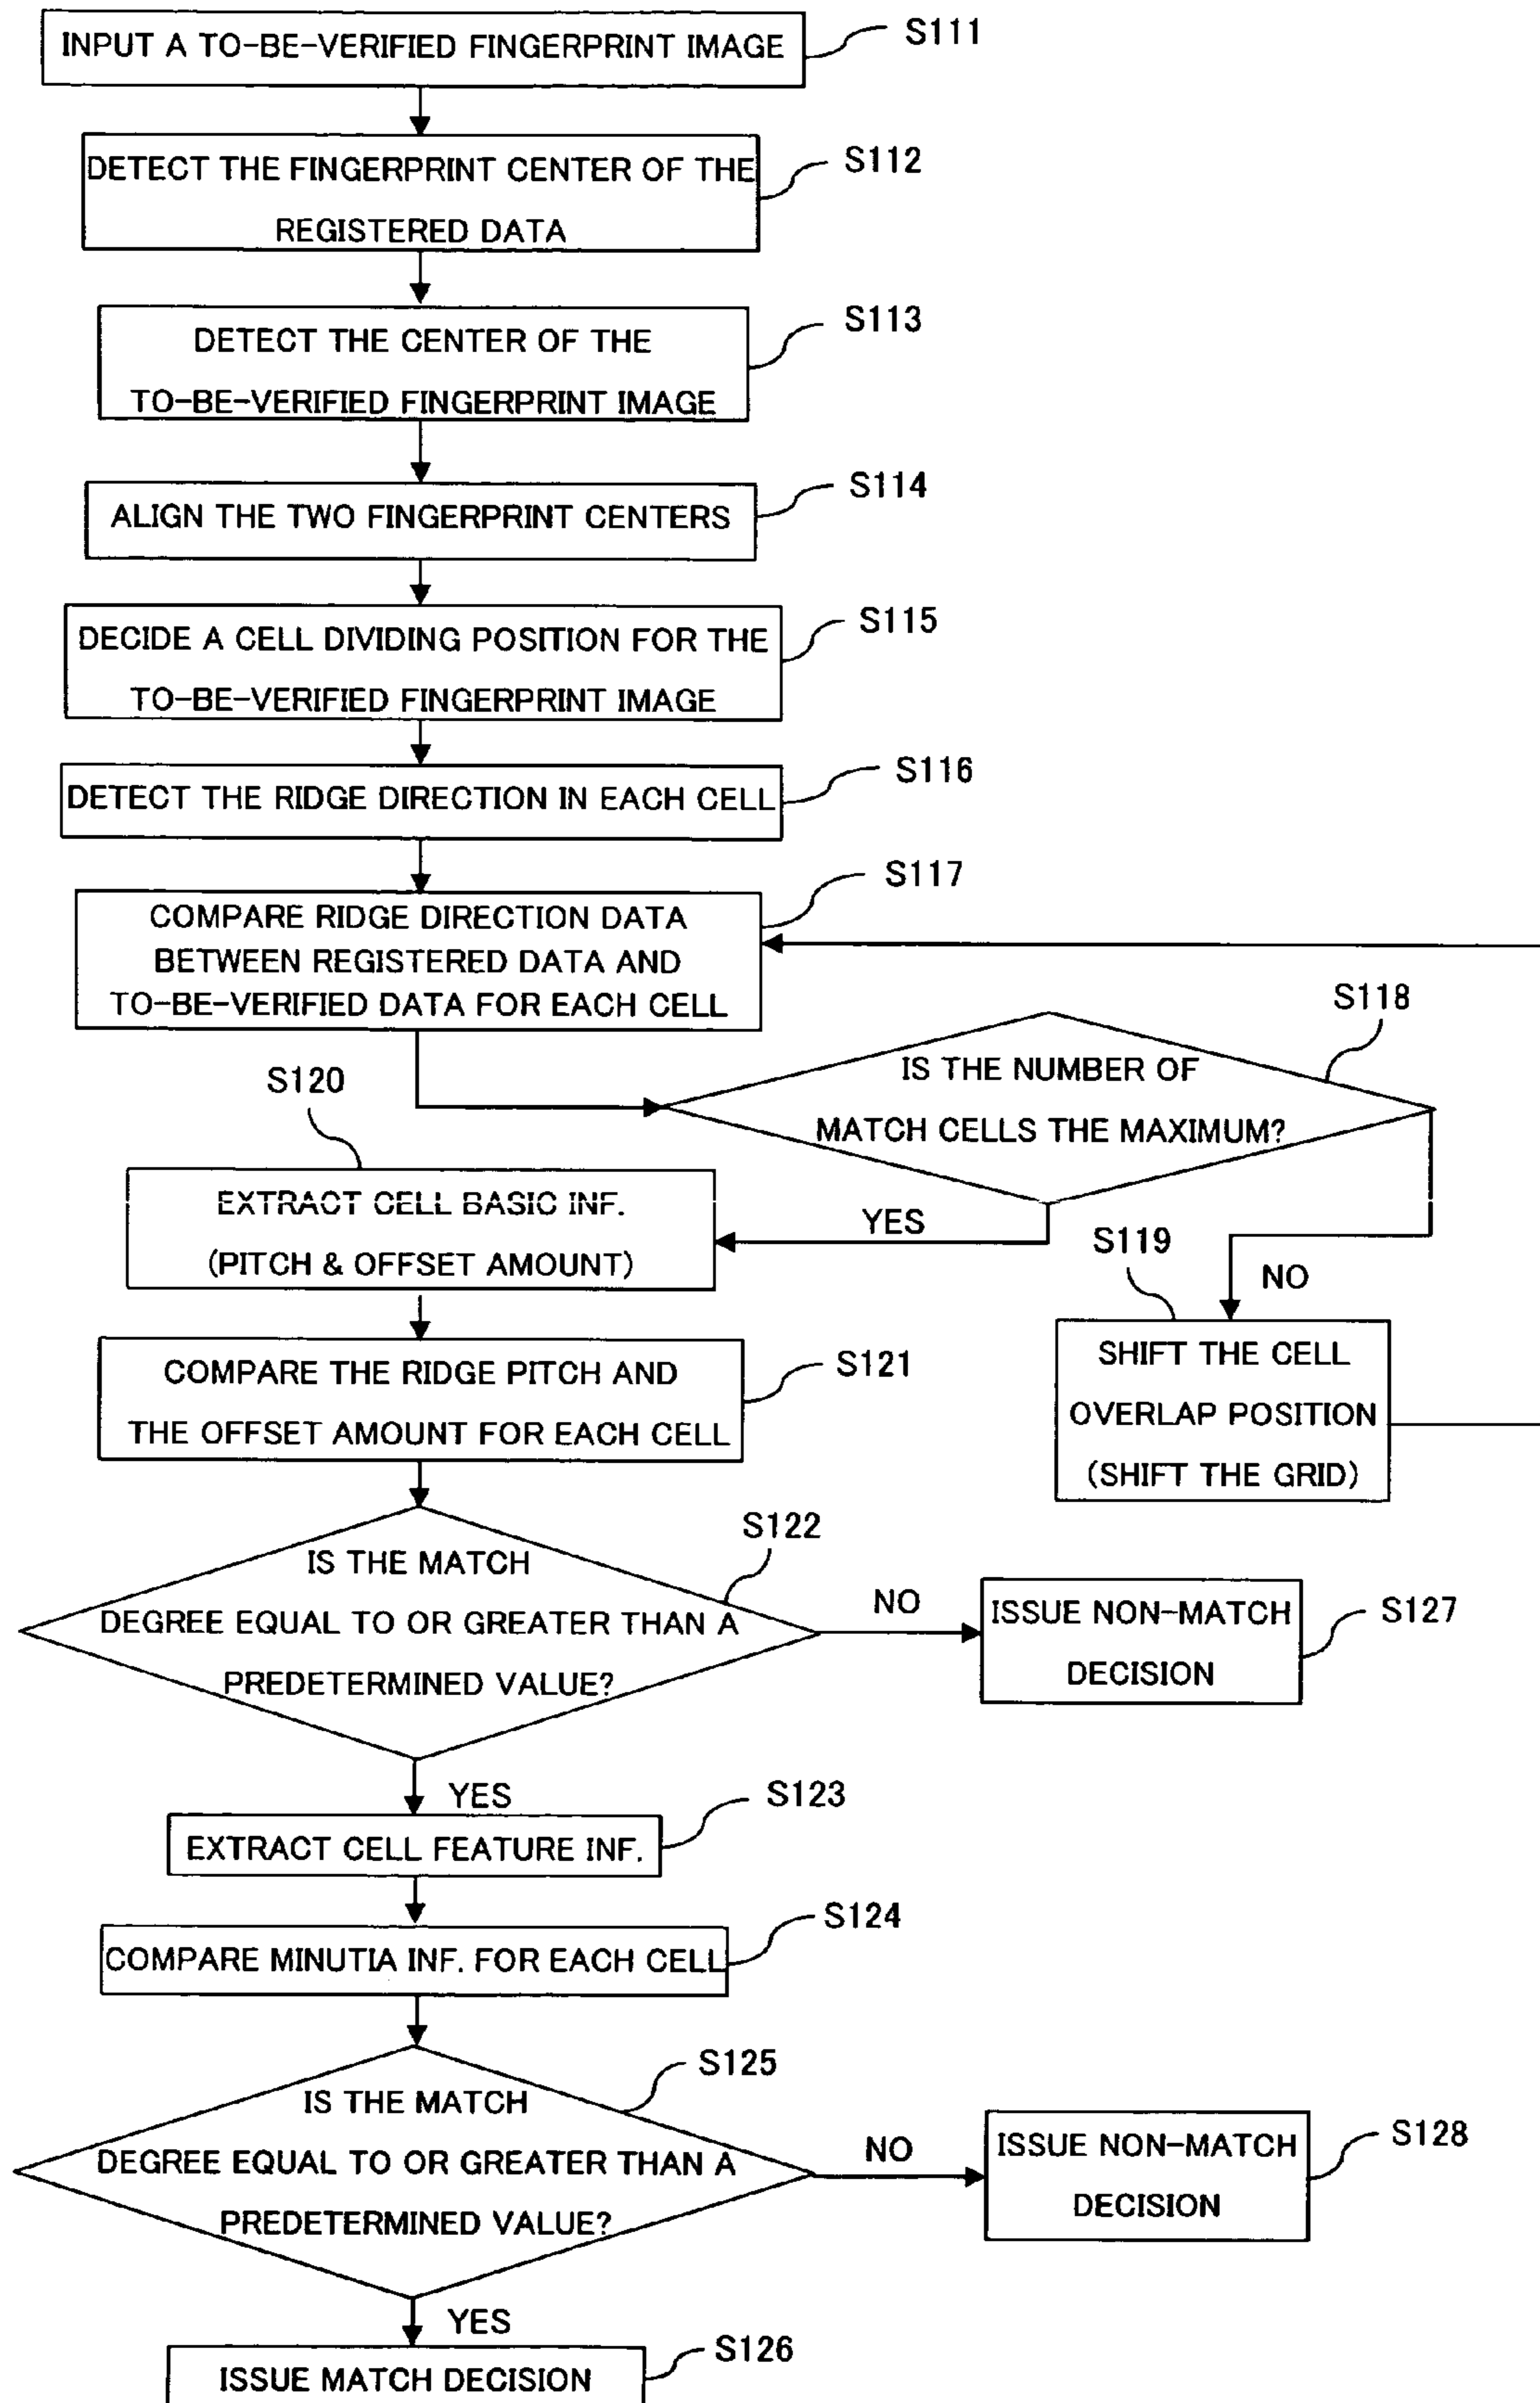 INPUT A TO-BE-VERIFIED FINGERPRINT IMAGE
S111
DETECT THE FINGERPRINT CENTER OF THE
REGISTERED DATA
S112
DETECT THE CENTER OF THE
TO-BE-VERIFIED FINGERPRINT IMAGE
S113
ALIGN THE TWO FINGERPRINT CENTERS
S114
DECIDE A CELL DIVIDING POSITION FOR THE
TO-BE-VERIFIED FINGERPRINT IMAGE
S115
DETECT THE RIDGE DIRECTION IN EACH CELL
S116
COMPARE RIDGE DIRECTION DATA
BETWEEN REGISTERED DATA AND
TO-BE-VERIFIED DATA FOR EACH CELL
S117
IS THE NUMBER OF
MATCH CELLS THE MAXIMUM?
S118
YES
NO
S119
SHIFT THE CELL
OVERLAP POSITION
(SHIFT THE GRID)
S120
EXTRACT CELL BASIC INF.
(PITCH & OFFSET AMOUNT)
COMPARE THE RIDGE PITCH AND
THE OFFSET AMOUNT FOR EACH CELL
S121
IS THE MATCH
DEGREE EQUAL TO OR GREATER THAN A
PREDETERMINED VALUE?
S122
NO
ISSUE NON-MATCH
DECISION
S127
YES
EXTRACT CELL FEATURE INF.
S123
COMPARE MINUTIA INF. FOR EACH CELL
S124
IS THE MATCH
DEGREE EQUAL TO OR GREATER THAN A
PREDETERMINED VALUE?
S125
NO
ISSUE NON-MATCH
DECISION
S128
YES
ISSUE MATCH DECISION
S126